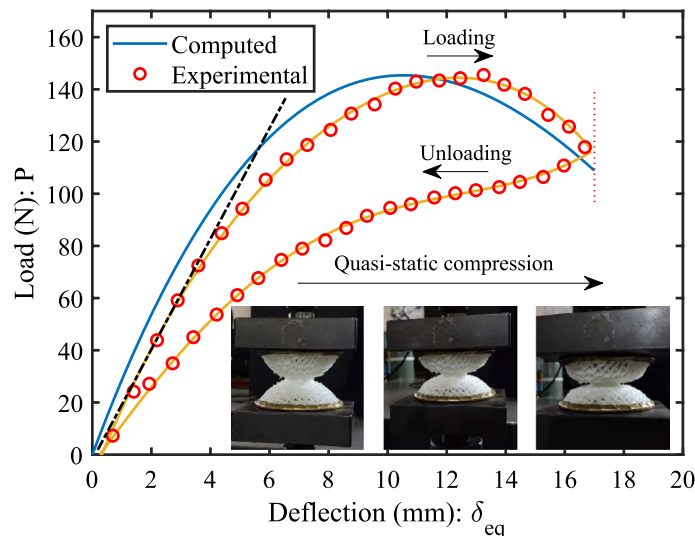 160
140
120
100
80
60
40
20
0
Load (N): P
Computed
Experimental
Loading
Unloading
Quasi-static compression
0 2 4 6 8 10 12 14 16 18 20
Deflection (mm): δeq